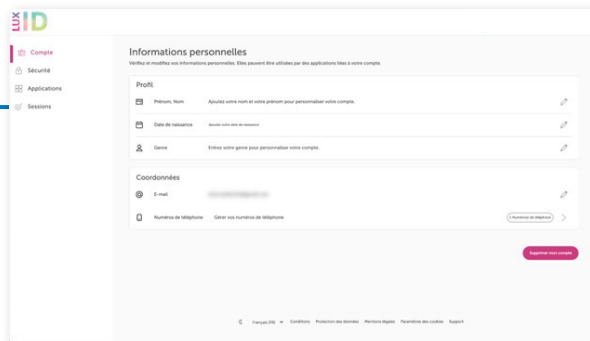 LUX ID
Compte
Sécurité
Applications
Sessions
Informations personnelles
Vérifiez et modifiez vos informations personnelles. Elles peuvent être utilisées par des applications liées à votre compte.
Profil
Prénom, Nom Ajoutez votre nom et votre prénom pour personnaliser votre compte.
Date de naissance Ajoutez votre date de naissance
Genre Entrez votre genre pour personnaliser votre compte.
Coordonnées
E-mail
Numéros de téléphone Gérer vos numéros de téléphone Numéros de téléphone
Supprimer mon compte
Français (FR) Conditions Protection des données Mentions légales Paramètres des cookies Support